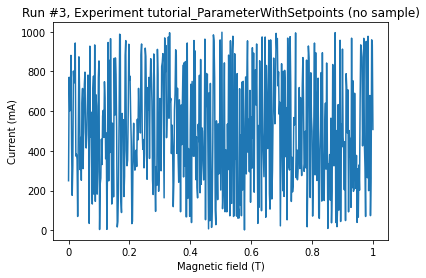 Run #3, Experiment tutorial_ParameterWithSetpoints (no sample)
1000
800
600
400
200
0
Current (mA)
0 0.2 0.4 0.6 0.8 1
Magnetic field (T)